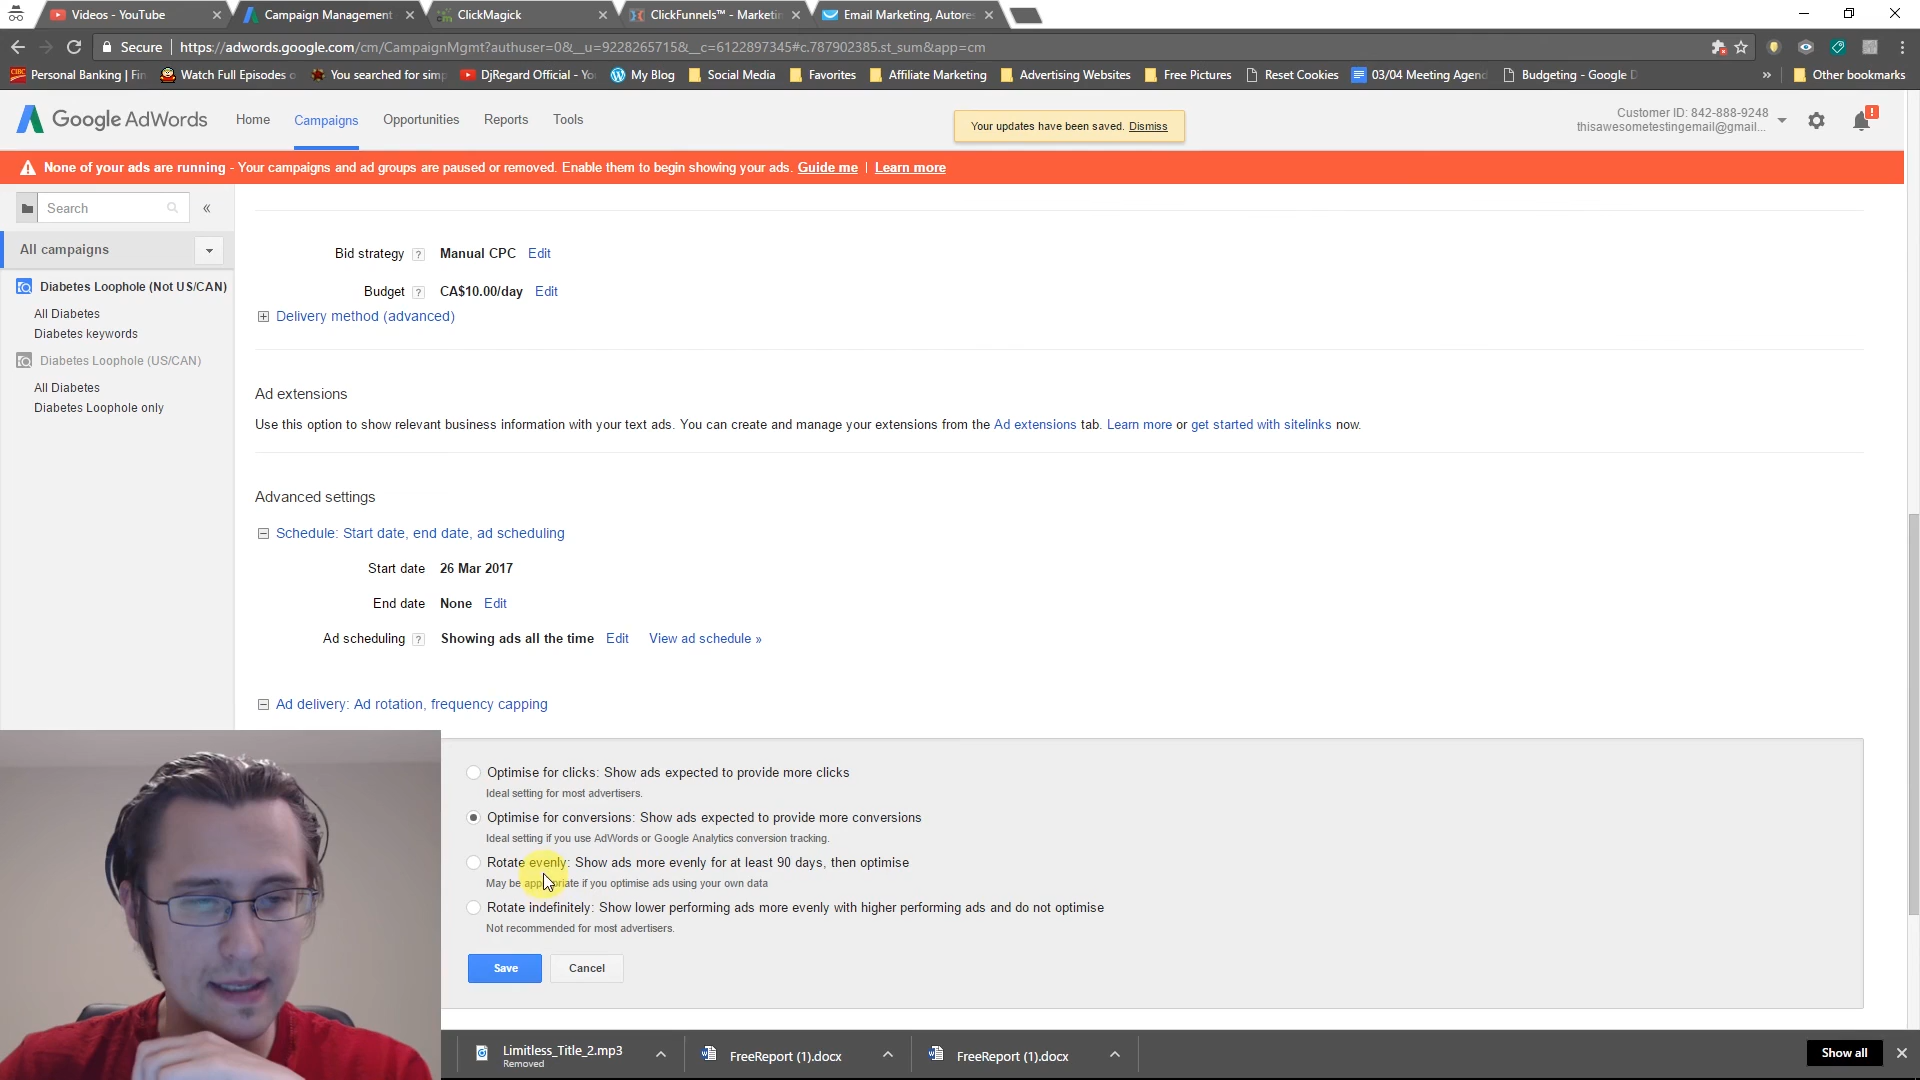 Videos - YouTube
Campaign Management
ClickMagick
ClickFunnels™ - Marketin
Email Marketing, Autores
Secure
https://adwords.google.com/cm/CampaignMgmt?authuser=0&__u=9228265715&__c=6122897345#c.787902385.st_sum&app=cm
CIBC
Personal Banking | Fin
Watch Full Episodes o
You searched for simp
DjRegard Official - Yo
My Blog
Social Media
Favorites
Affiliate Marketing
Advertising Websites
Free Pictures
Reset Cookies
03/04 Meeting Agend
Budgeting - Google D
»
Other bookmarks
Google AdWords
Home
Campaigns
Opportunities
Reports
Tools
Your updates have been saved. Dismiss
Customer ID: 842-888-9248
thisawesometestingemail@gmail...
!
None of your ads are running - Your campaigns and ad groups are paused or removed. Enable them to begin showing your ads. Guide me | Learn more
Search
«
All campaigns
Diabetes Loophole (Not US/CAN)
All Diabetes
Diabetes keywords
Diabetes Loophole (US/CAN)
All Diabetes
Diabetes Loophole only
Bid strategy ? Manual CPC Edit
Budget ? CA$10.00/day Edit
Delivery method (advanced)
Ad extensions
Use this option to show relevant business information with your text ads. You can create and manage your extensions from the Ad extensions tab. Learn more or get started with sitelinks now.
Advanced settings
Schedule: Start date, end date, ad scheduling
Start date 26 Mar 2017
End date None Edit
Ad scheduling ? Showing ads all the time Edit View ad schedule »
Ad delivery: Ad rotation, frequency capping
Optimise for clicks: Show ads expected to provide more clicks
Ideal setting for most advertisers.
Optimise for conversions: Show ads expected to provide more conversions
Ideal setting if you use AdWords or Google Analytics conversion tracking.
Rotate evenly: Show ads more evenly for at least 90 days, then optimise
May be appropriate if you optimise ads using your own data
Rotate indefinitely: Show lower performing ads more evenly with higher performing ads and do not optimise
Not recommended for most advertisers.
Save
Cancel
Limitless_Title_2.mp3
Removed
FreeReport (1).docx
FreeReport (1).docx
Show all